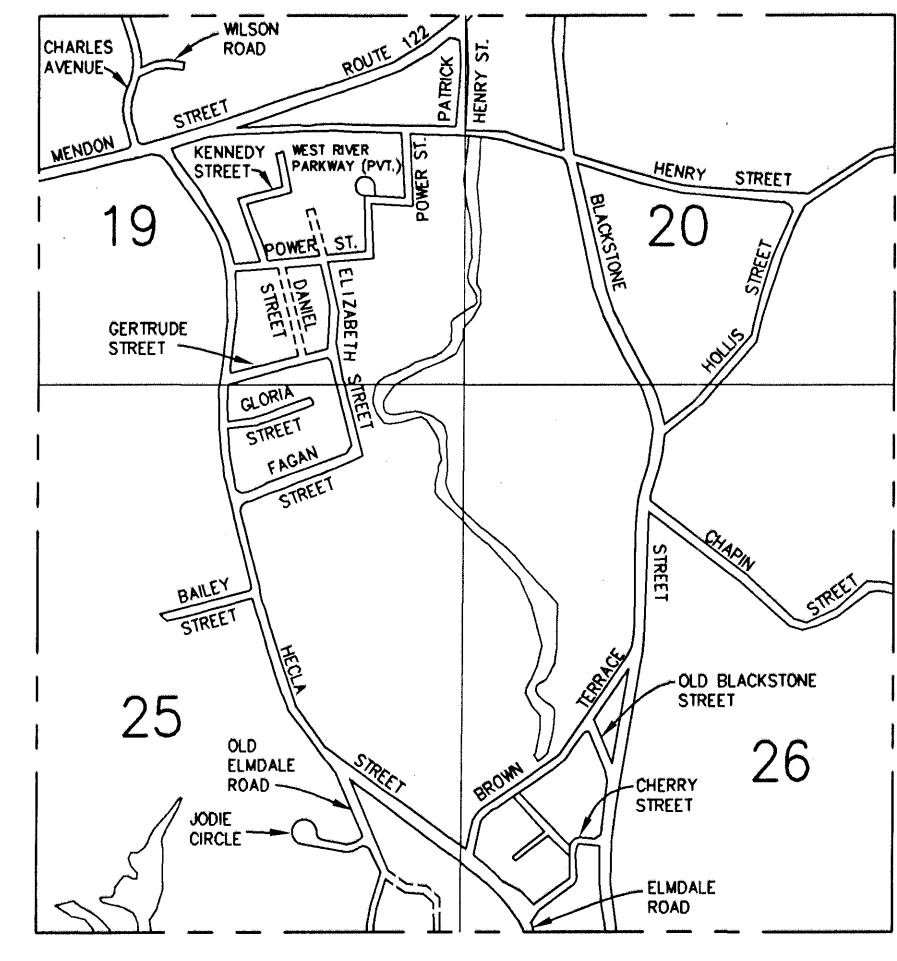 CHARLES
AVENUE
WILSON
ROAD
MENDON
STREET
ROUTE 122
PATRICK
HENRY ST.
KENNEDY
STREET
WEST RIVER
PARKWAY (PVT.)
POWER ST.
HENRY STREET
19
20
POWER ST.
DANIEL
STREET
ELIZABETH STREET
BLACKSTONE
STREET
HOLLIS
STREET
GERTRUDE
STREET
GLORIA
STREET
FAGAN
STREET
CHAPIN
STREET
BAILEY
STREET
HECLA
STREET
25
26
TERRACE
BROWN
OLD BLACKSTONE
STREET
OLD
ELMDALE
ROAD
CHERRY
STREET
JODIE
CIRCLE
ELMDALE
ROAD